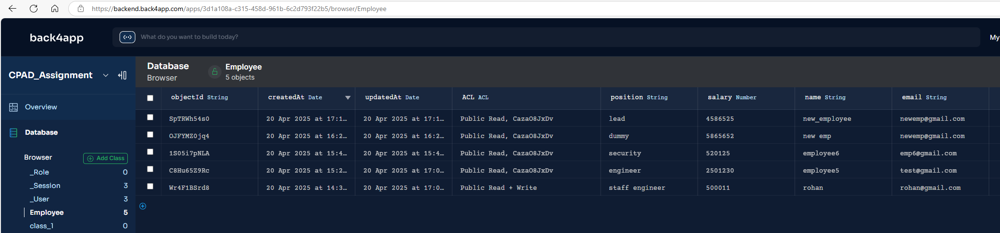 https://backend.back4app.com/apps/3d1a108a-c315-458d-961b-6c2d793f22b5/browser/Employee
back4app
What do you want to build today?
My
CPAD_Assignment
Database
Browser
Employee
5 objects
objectId String createdAt Date updatedAt Date ACL ACL position String salary Number name String email String
SpTRWh54s0 20 Apr 2025 at 17:1… 20 Apr 2025 at 17:1… Public Read, CazaO8JxDv lead 4586525 new_employee newemp@gmail.com
OJFYMZ0jq4 20 Apr 2025 at 16:2… 20 Apr 2025 at 16:2… Public Read, CazaO8JxDv dummy 5865652 new emp newemp@gmail.com
1S05i7pNLA 20 Apr 2025 at 15:4… 20 Apr 2025 at 15:4… Public Read, CazaO8JxDv security 520125 employee6 emp6@gmail.com
C8Hu65Z9Rc 20 Apr 2025 at 15:2… 20 Apr 2025 at 17:0… Public Read, CazaO8JxDv engineer 2501230 employee5 test@gmail.com
Wr4F1BSrd8 20 Apr 2025 at 14:3… 20 Apr 2025 at 17:0… Public Read + Write staff engineer 500011 rohan rohan@gmail.com
Overview
Database
Browser Add Class
_Role 0
_Session 3
_User 3
Employee 5
class_1 0